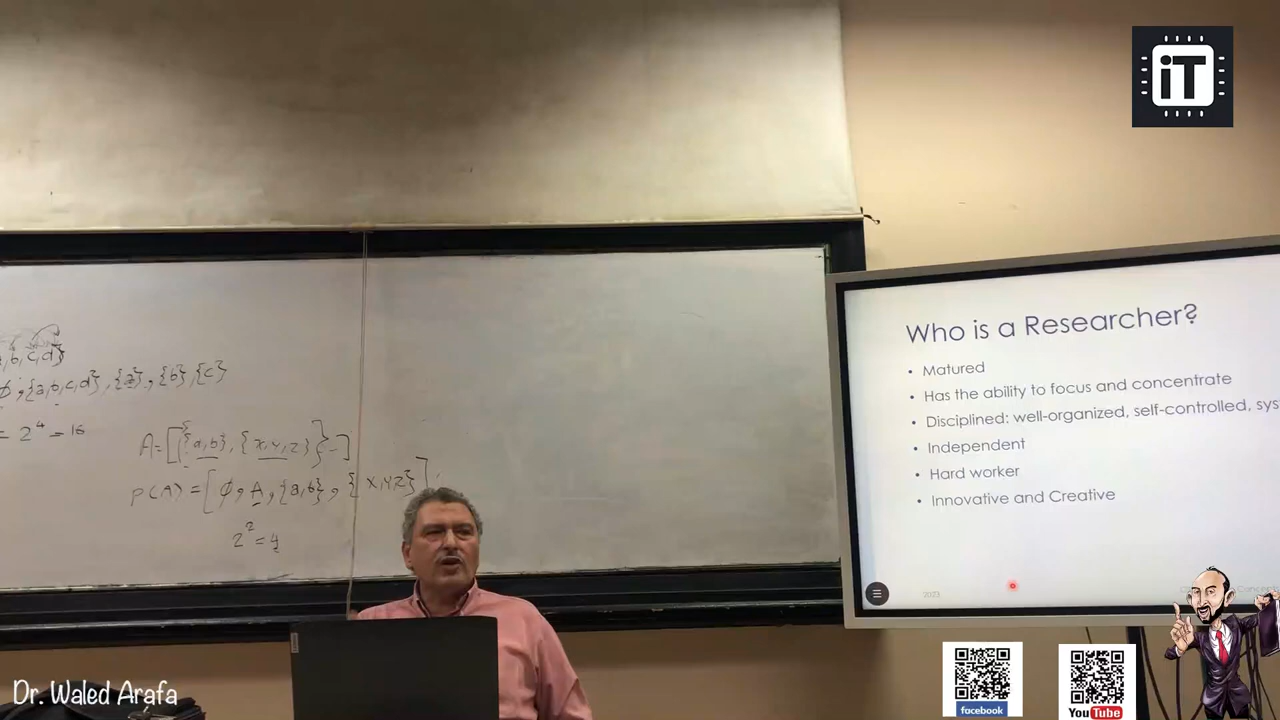 iT
a, b, c, d}
ϕ, {a, b, c, d}, {a}, {b}, {c}
= 2⁴ = 16
P(A) = [ϕ, A, {a, b}, { x, y, z}]
2² = 4
Who is a Researcher?
• Matured
• Has the ability to focus and concentrate
• Disciplined: well-organized, self-controlled, sys
• Independent
• Hard worker
• Innovative and Creative
2023
Dr. Waled Arafa
facebook
YouTube